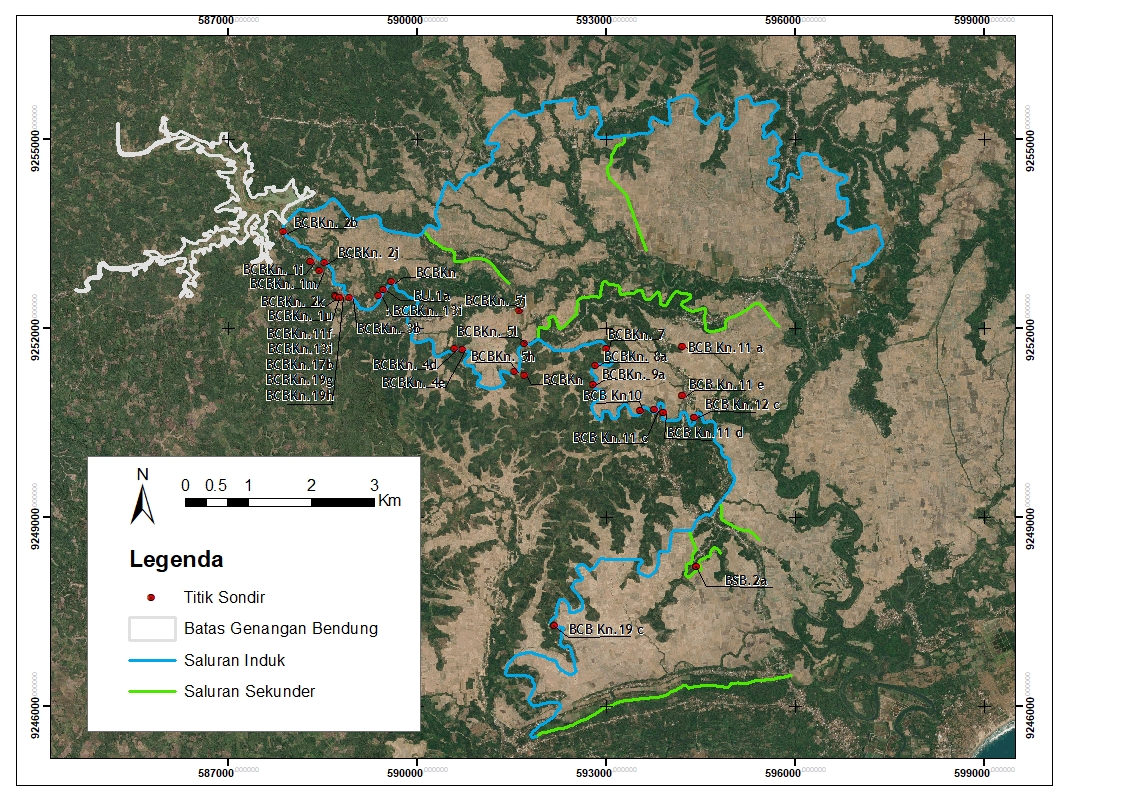 587000 590000 593000 596000 599000
9255000
9255000
BCBKn. 2b
BCBKn. 2j
BCBKn. 1j
BCBKn. 1m
BCBKn
BCBKn. 2k
BU.1a
BCBKn. 5j
BCBKn. 1u
: BCBKn. 13j
9252000
9252000
BCBKn. 3b
BCBKn. 5l
BCBKn. 7
BCBKn.11f
BCBKn.13i
BCBKn.17b
BCBKn.19g
BCBKn.19h
BCBKn. 4d
BCBKn. 4e
BCBKn. 5h
BCBKn
BCBKn. 8a
BCBKn. 9a
BCB Kn.11 a
BCB Kn.11 e
BCB Kn10
BCB Kn.12 c
BCB Kn.11 c
BCB Kn.11 d
N
0 0.5 1 2 3
Km
9249000
9249000
Legenda
Titik Sondir
BSB.2a
Batas Genangan Bendung
BCB Kn.19 c
Saluran Induk
Saluran Sekunder
9246000
9246000
587000 590000 593000 596000 599000